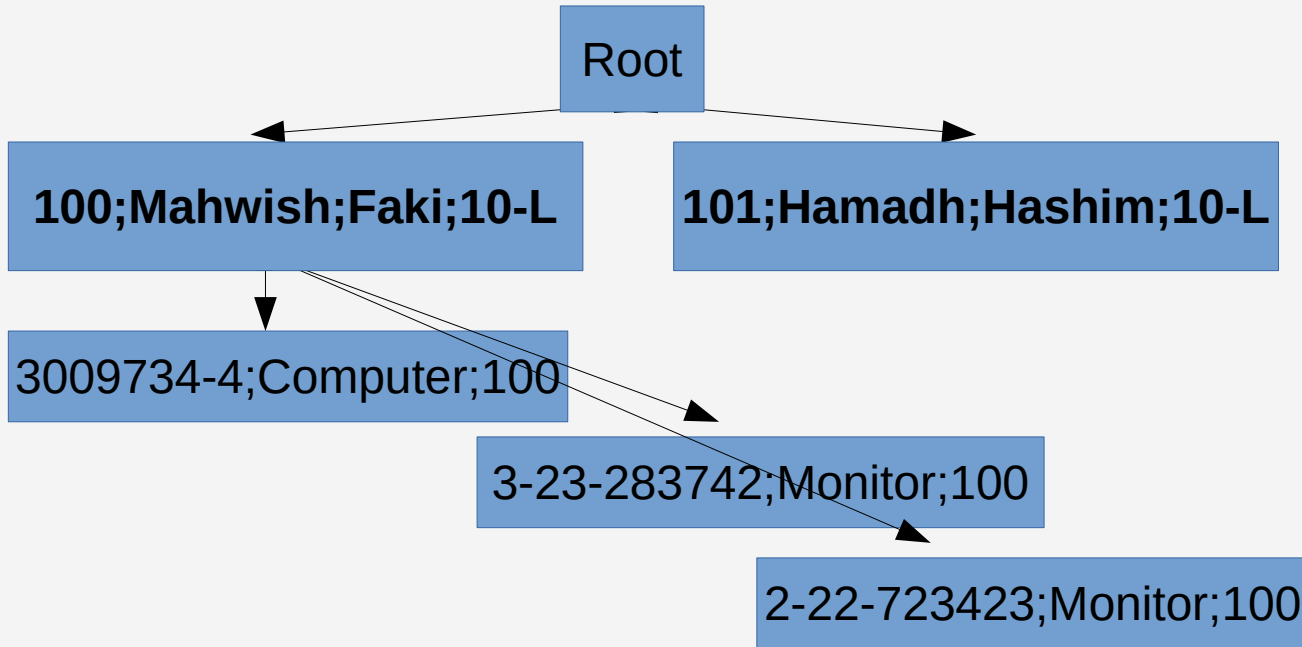 Root
100;Mahwish;Faki;10-L
101;Hamadh;Hashim;10-L
3009734-4;Computer;100
3-23-283742;Monitor;100
2-22-723423;Monitor;100